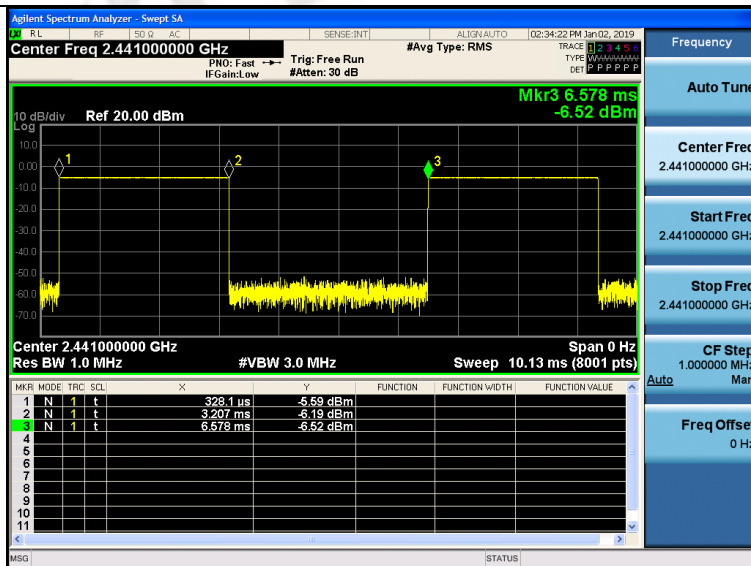 Agilent Spectrum Analyzer - Swept SA
LXI RL RF 50 Ω AC SENSE:INT ALIGN AUTO 02:34:22 PM Jan 02, 2019
Center Freq 2.441000000 GHz
PNO: Fast
IFGain:Low
Trig: Free Run
#Atten: 30 dB
#Avg Type: RMS
TRACE 1 2 3 4 5 6
TYPE WWWWWW
DET P P P P P P
Mkr3 6.578 ms
-6.52 dBm
10 dB/div Ref 20.00 dBm
Log
10.0
0.00
-10.0
-20.0
-30.0
-40.0
-50.0
-60.0
-70.0
1
2
3
Center 2.441000000 GHz Span 0 Hz
Res BW 1.0 MHz #VBW 3.0 MHz Sweep 10.13 ms (8001 pts)
MKR MODE TRC SCL X Y FUNCTION FUNCTION WIDTH FUNCTION VALUE
1 N 1 t 328.1 µs -5.59 dBm
2 N 1 t 3.207 ms -6.19 dBm
3 N 1 t 6.578 ms -6.52 dBm
4
5
6
7
8
9
10
11
MSG STATUS
Frequency
Auto Tune
Center Freq
2.441000000 GHz
Start Freq
2.441000000 GHz
Stop Freq
2.441000000 GHz
CF Step
1.000000 MHz
Auto Man
Freq Offset
0 Hz